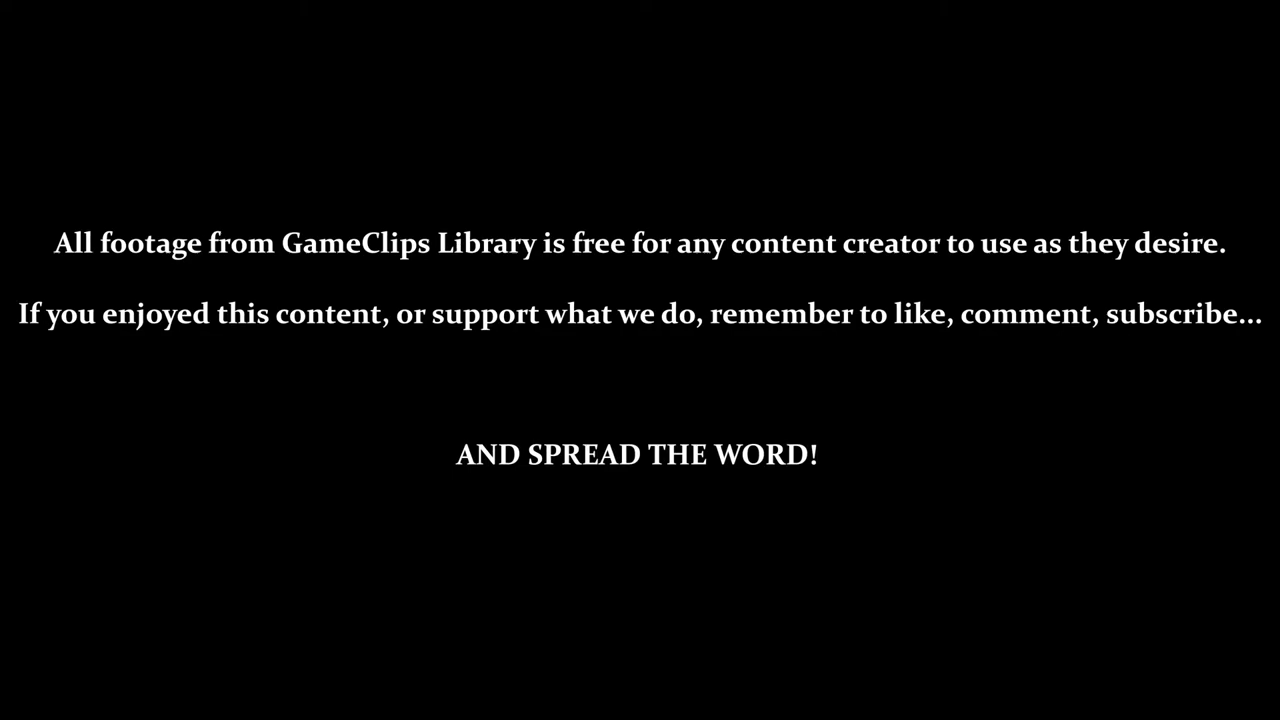 All footage from GameClips Library is free for any content creator to use as they desire.
If you enjoyed this content, or support what we do, remember to like, comment, subscribe...
AND SPREAD THE WORD!